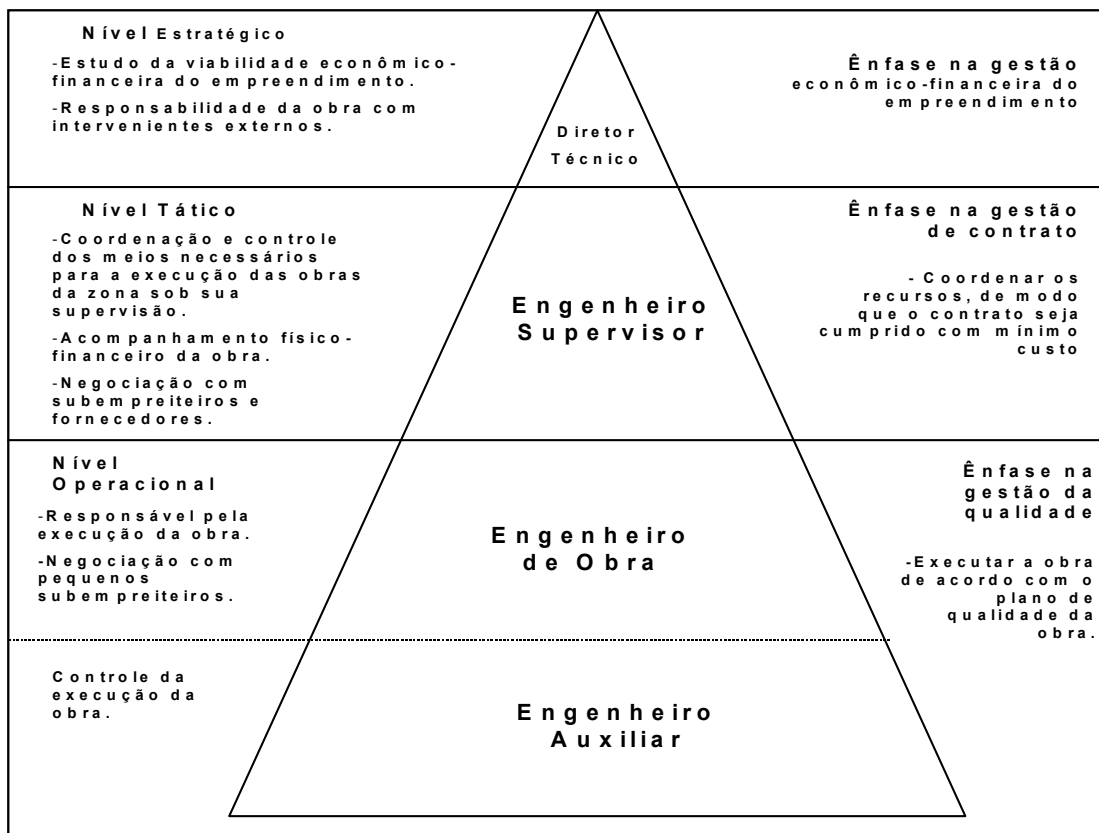 Nível Estratégico
-Estudo da viabilidade econômico-
financeira do empreendimento.
-Responsabilidade da obra com
intervenientes externos.
Diretor
Técnico
Ênfase na gestão
econômico-financeira do
empreendimento
Nível Tático
-Coordenação e controle
dos meios necessários
para a execução das obras
da zona sob sua
supervisão.
-Acompanhamento físico-
financeiro da obra.
-Negociação com
subempreiteiros e
fornecedores.
Engenheiro
Supervisor
Ênfase na gestão
de contrato
- Coordenar os
recursos, de modo
que o contrato seja
cumprido com mínimo
custo
Nível
Operacional
-Responsável pela
execução da obra.
-Negociação com
pequenos
subempreiteiros.
Engenheiro
de Obra
Ênfase na
gestão da
qualidade
-Executar a obra
de acordo com o
plano de
qualidade da
obra.
Controle da
execução da
obra.
Engenheiro
Auxiliar